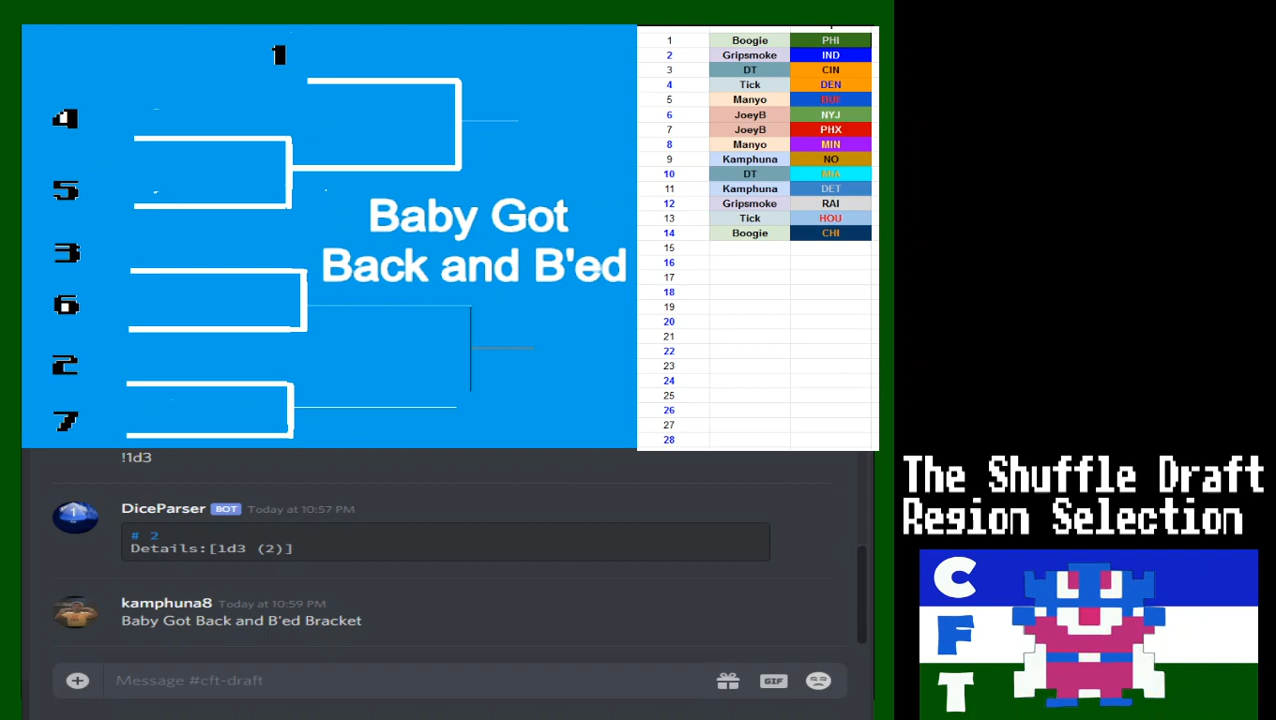 1
4
5
3
6
2
7
Baby Got
Back and B'ed
1 Boogie PHI
2 Gripsmoke IND
3 DT CIN
4 Tick DEN
5 Manyo BUF
6 JoeyB NYJ
7 JoeyB PHX
8 Manyo MIN
9 Kamphuna NO
10 DT MIA
11 Kamphuna DET
12 Gripsmoke RAI
13 Tick HOU
14 Boogie CHI
15
16
17
18
19
20
21
22
23
24
25
26
27
28
!1d3
DiceParser BOT Today at 10:57 PM
# 2
Details:[1d3 (2)]
kamphuna8 Today at 10:59 PM
Baby Got Back and B'ed Bracket
Message #cft-draft
GIF
The Shuffle Draft
Region Selection
C
F
T